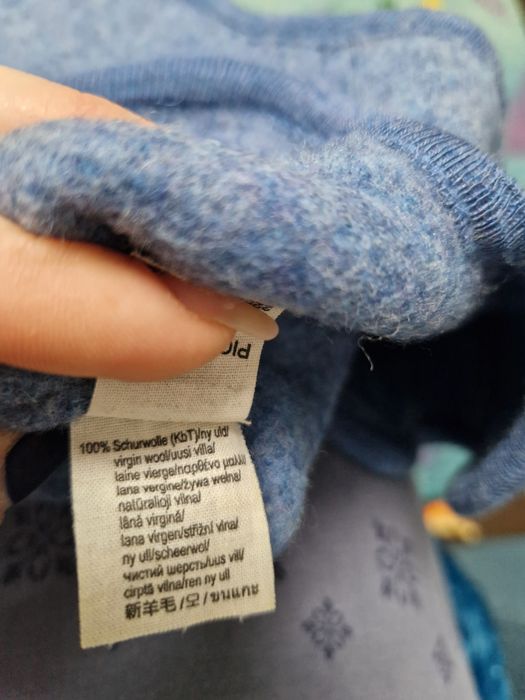 PIC
100% Schurwolle (KbT)/ny uld/
virgin wool/uusi villa/
laine vierge/παρθένο μαλλί
lana vergine/żywa wełna/
natūralioji vilna/
lână virgină/
lana virgen/střižní vlna/
ny ull/scheerwol/
чистий шерсть/uus vill/
cirptā vilna/ren ny ull
新羊毛/모/ขนแกะ